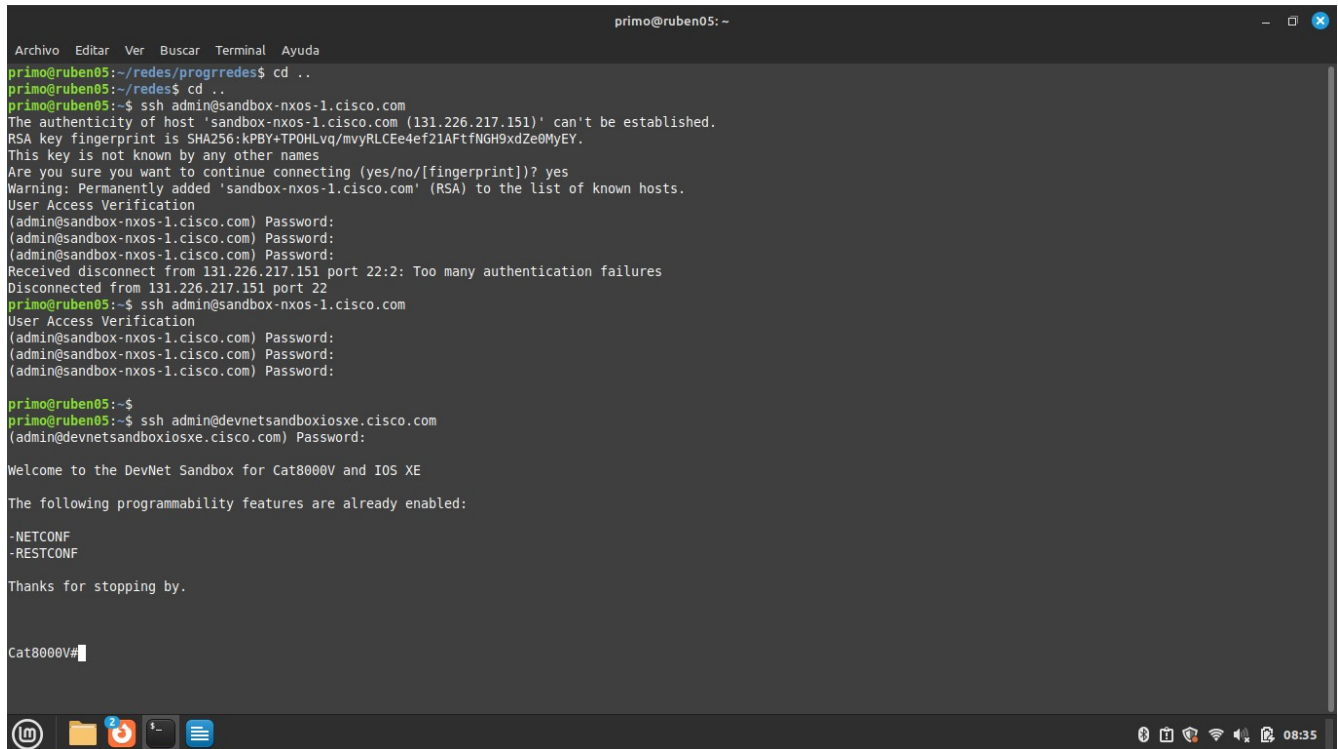 primo@ruben05: ~
Archivo Editar Ver Buscar Terminal Ayuda
primo@ruben05:~/redes/progrredes$ cd ..
primo@ruben05:~/redes$ cd ..
primo@ruben05:~$ ssh admin@sandbox-nxos-1.cisco.com
The authenticity of host 'sandbox-nxos-1.cisco.com (131.226.217.151)' can't be established.
RSA key fingerprint is SHA256:kPBY+TPOHLvq/mvyRLCEe4ef21AFtfNGH9xdZe0MyEY.
This key is not known by any other names
Are you sure you want to continue connecting (yes/no/[fingerprint])? yes
Warning: Permanently added 'sandbox-nxos-1.cisco.com' (RSA) to the list of known hosts.
User Access Verification
(admin@sandbox-nxos-1.cisco.com) Password:
(admin@sandbox-nxos-1.cisco.com) Password:
(admin@sandbox-nxos-1.cisco.com) Password:
Received disconnect from 131.226.217.151 port 22:2: Too many authentication failures
Disconnected from 131.226.217.151 port 22
primo@ruben05:~$ ssh admin@sandbox-nxos-1.cisco.com
User Access Verification
(admin@sandbox-nxos-1.cisco.com) Password:
(admin@sandbox-nxos-1.cisco.com) Password:
(admin@sandbox-nxos-1.cisco.com) Password:
primo@ruben05:~$
primo@ruben05:~$ ssh admin@devnetsandboxiosxe.cisco.com
(admin@devnetsandboxiosxe.cisco.com) Password:
Welcome to the DevNet Sandbox for Cat8000V and IOS XE
The following programmability features are already enabled:
-NETCONF
-RESTCONF
Thanks for stopping by.
Cat8000V#
2
$_
08:35